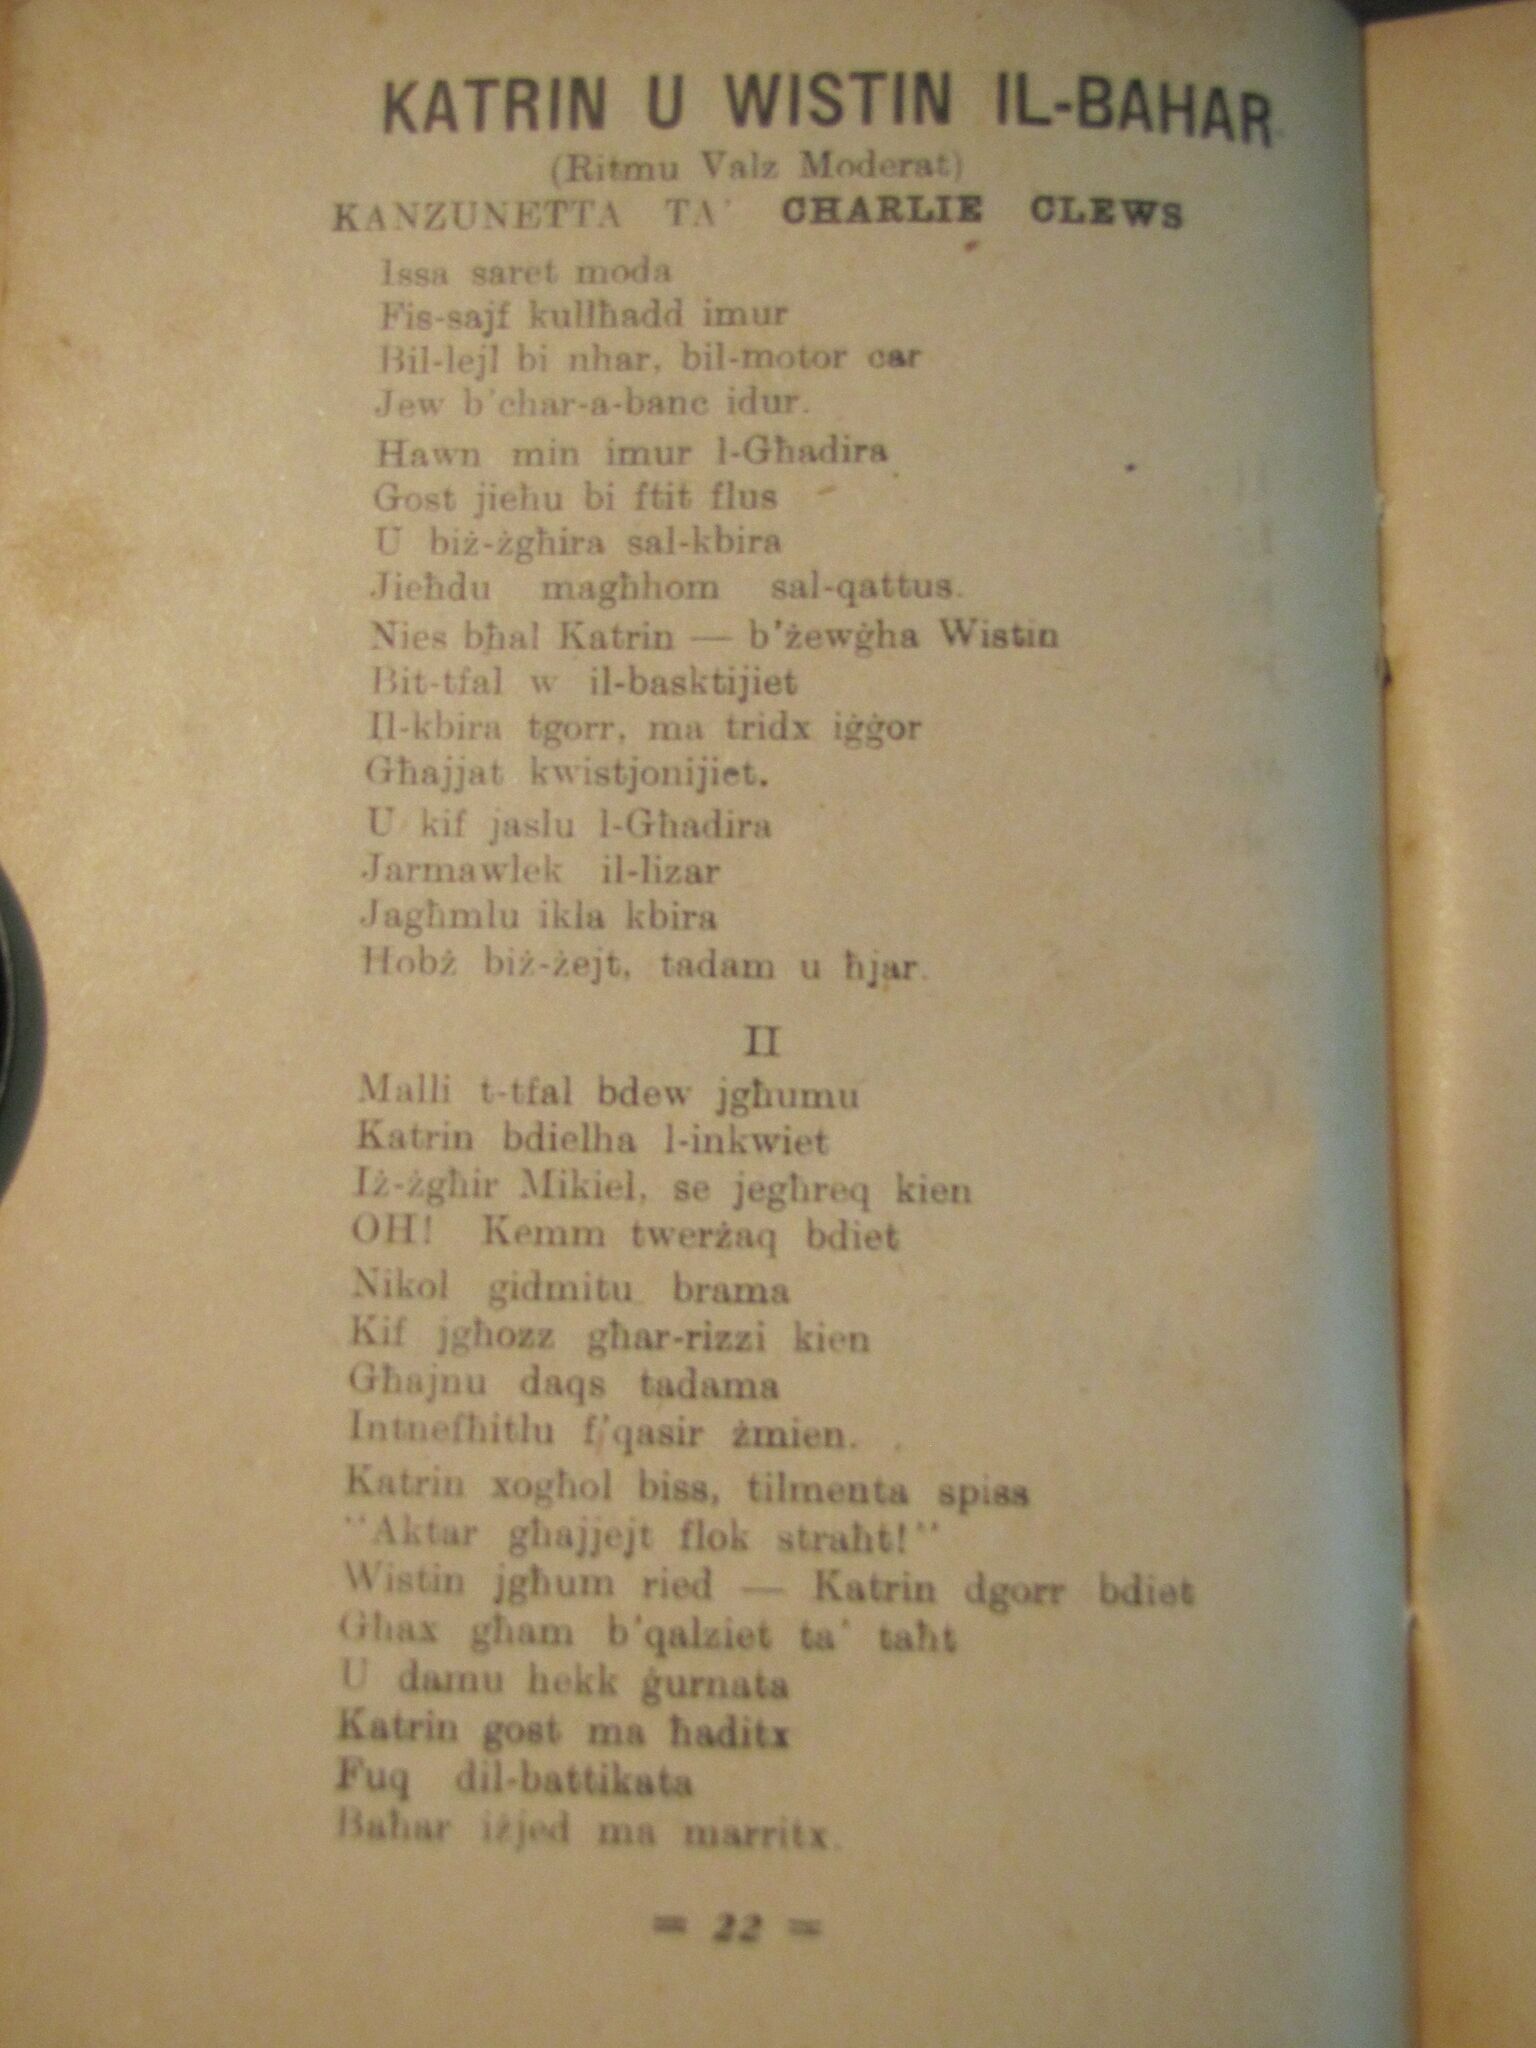 KATRIN U WISTIN IL-BAHAR
(Ritmu Valz Moderat)
KANZUNETTA TA' CHARLIE CLEWS
Issa saret moda
Fis-sajf kullħadd imur
Bil-lejl bi nhar, bil-motor car
Jew b'char-a-banc idur.
Hawn min imur l-Għadira
Gost jieħu bi ftit flus
U biż-żgħira sal-kbira
Jieħdu magħhom sal-qattus.
Nies bħal Katrin — b'żewġha Wistin
Bit-tfal w il-basktijiet
Il-kbira tgorr, ma tridx iġġor
Għajjat kwistjonijiet.
U kif jaslu l-Għadira
Jarmawlek il-lizar
Jagħmlu ikla kbira
Ħobż biż-żejt, tadam u ħjar.
II
Malli t-tfal bdew jgħumu
Katrin bdielha l-inkwiet
Iż-żgħir Mikiel, se jegħreq kien
OH! Kemm twerżaq bdiet
Nikol gidmitu brama
Kif jgħozz għar-rizzi kien
Għajnu daqs tadama
Intnefħitlu f'qasir żmien.
Katrin xogħol biss, tilmenta spiss
"Aktar għajjejt flok straħt!"
Wistin jgħum ried — Katrin dgorr bdiet
Għax għam b'qalziet ta' taħt
U damu hekk ġurnata
Katrin gost ma ħaditx
Fuq dil-battikata
Baħar iżjed ma marritx.
= 22 =